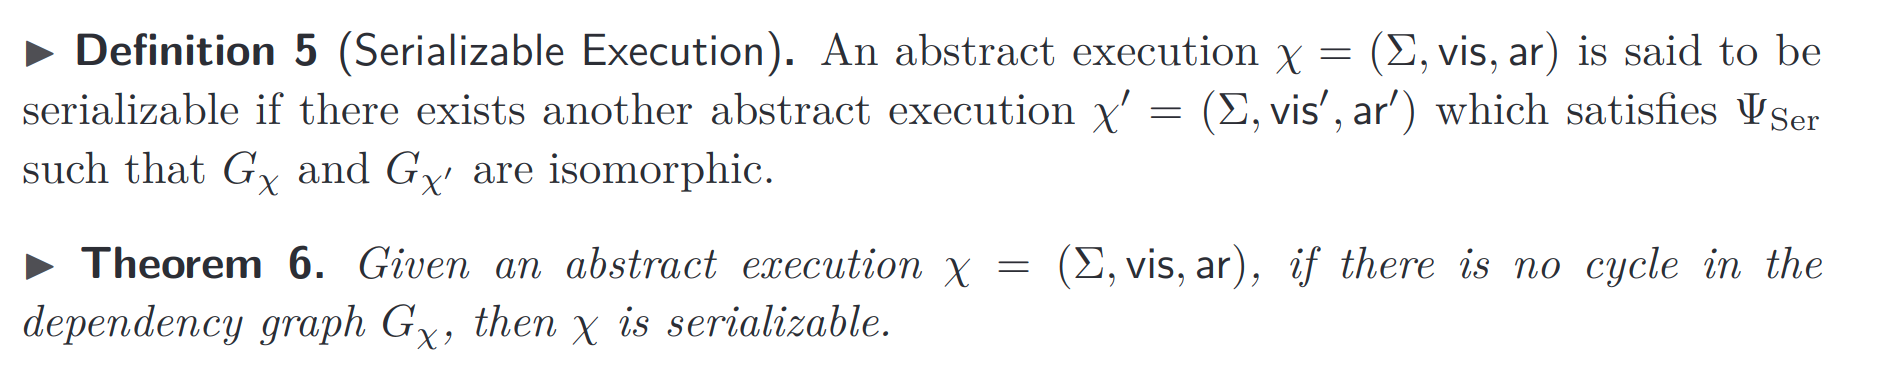 ▶ Definition 5 (Serializable Execution). An abstract execution χ = (Σ, vis, ar) is said to be
serializable if there exists another abstract execution χ′ = (Σ, vis′, ar′) which satisfies Ψ_Ser
such that G_χ and G_χ′ are isomorphic.
▶ Theorem 6. Given an abstract execution χ = (Σ, vis, ar), if there is no cycle in the
dependency graph G_χ, then χ is serializable.